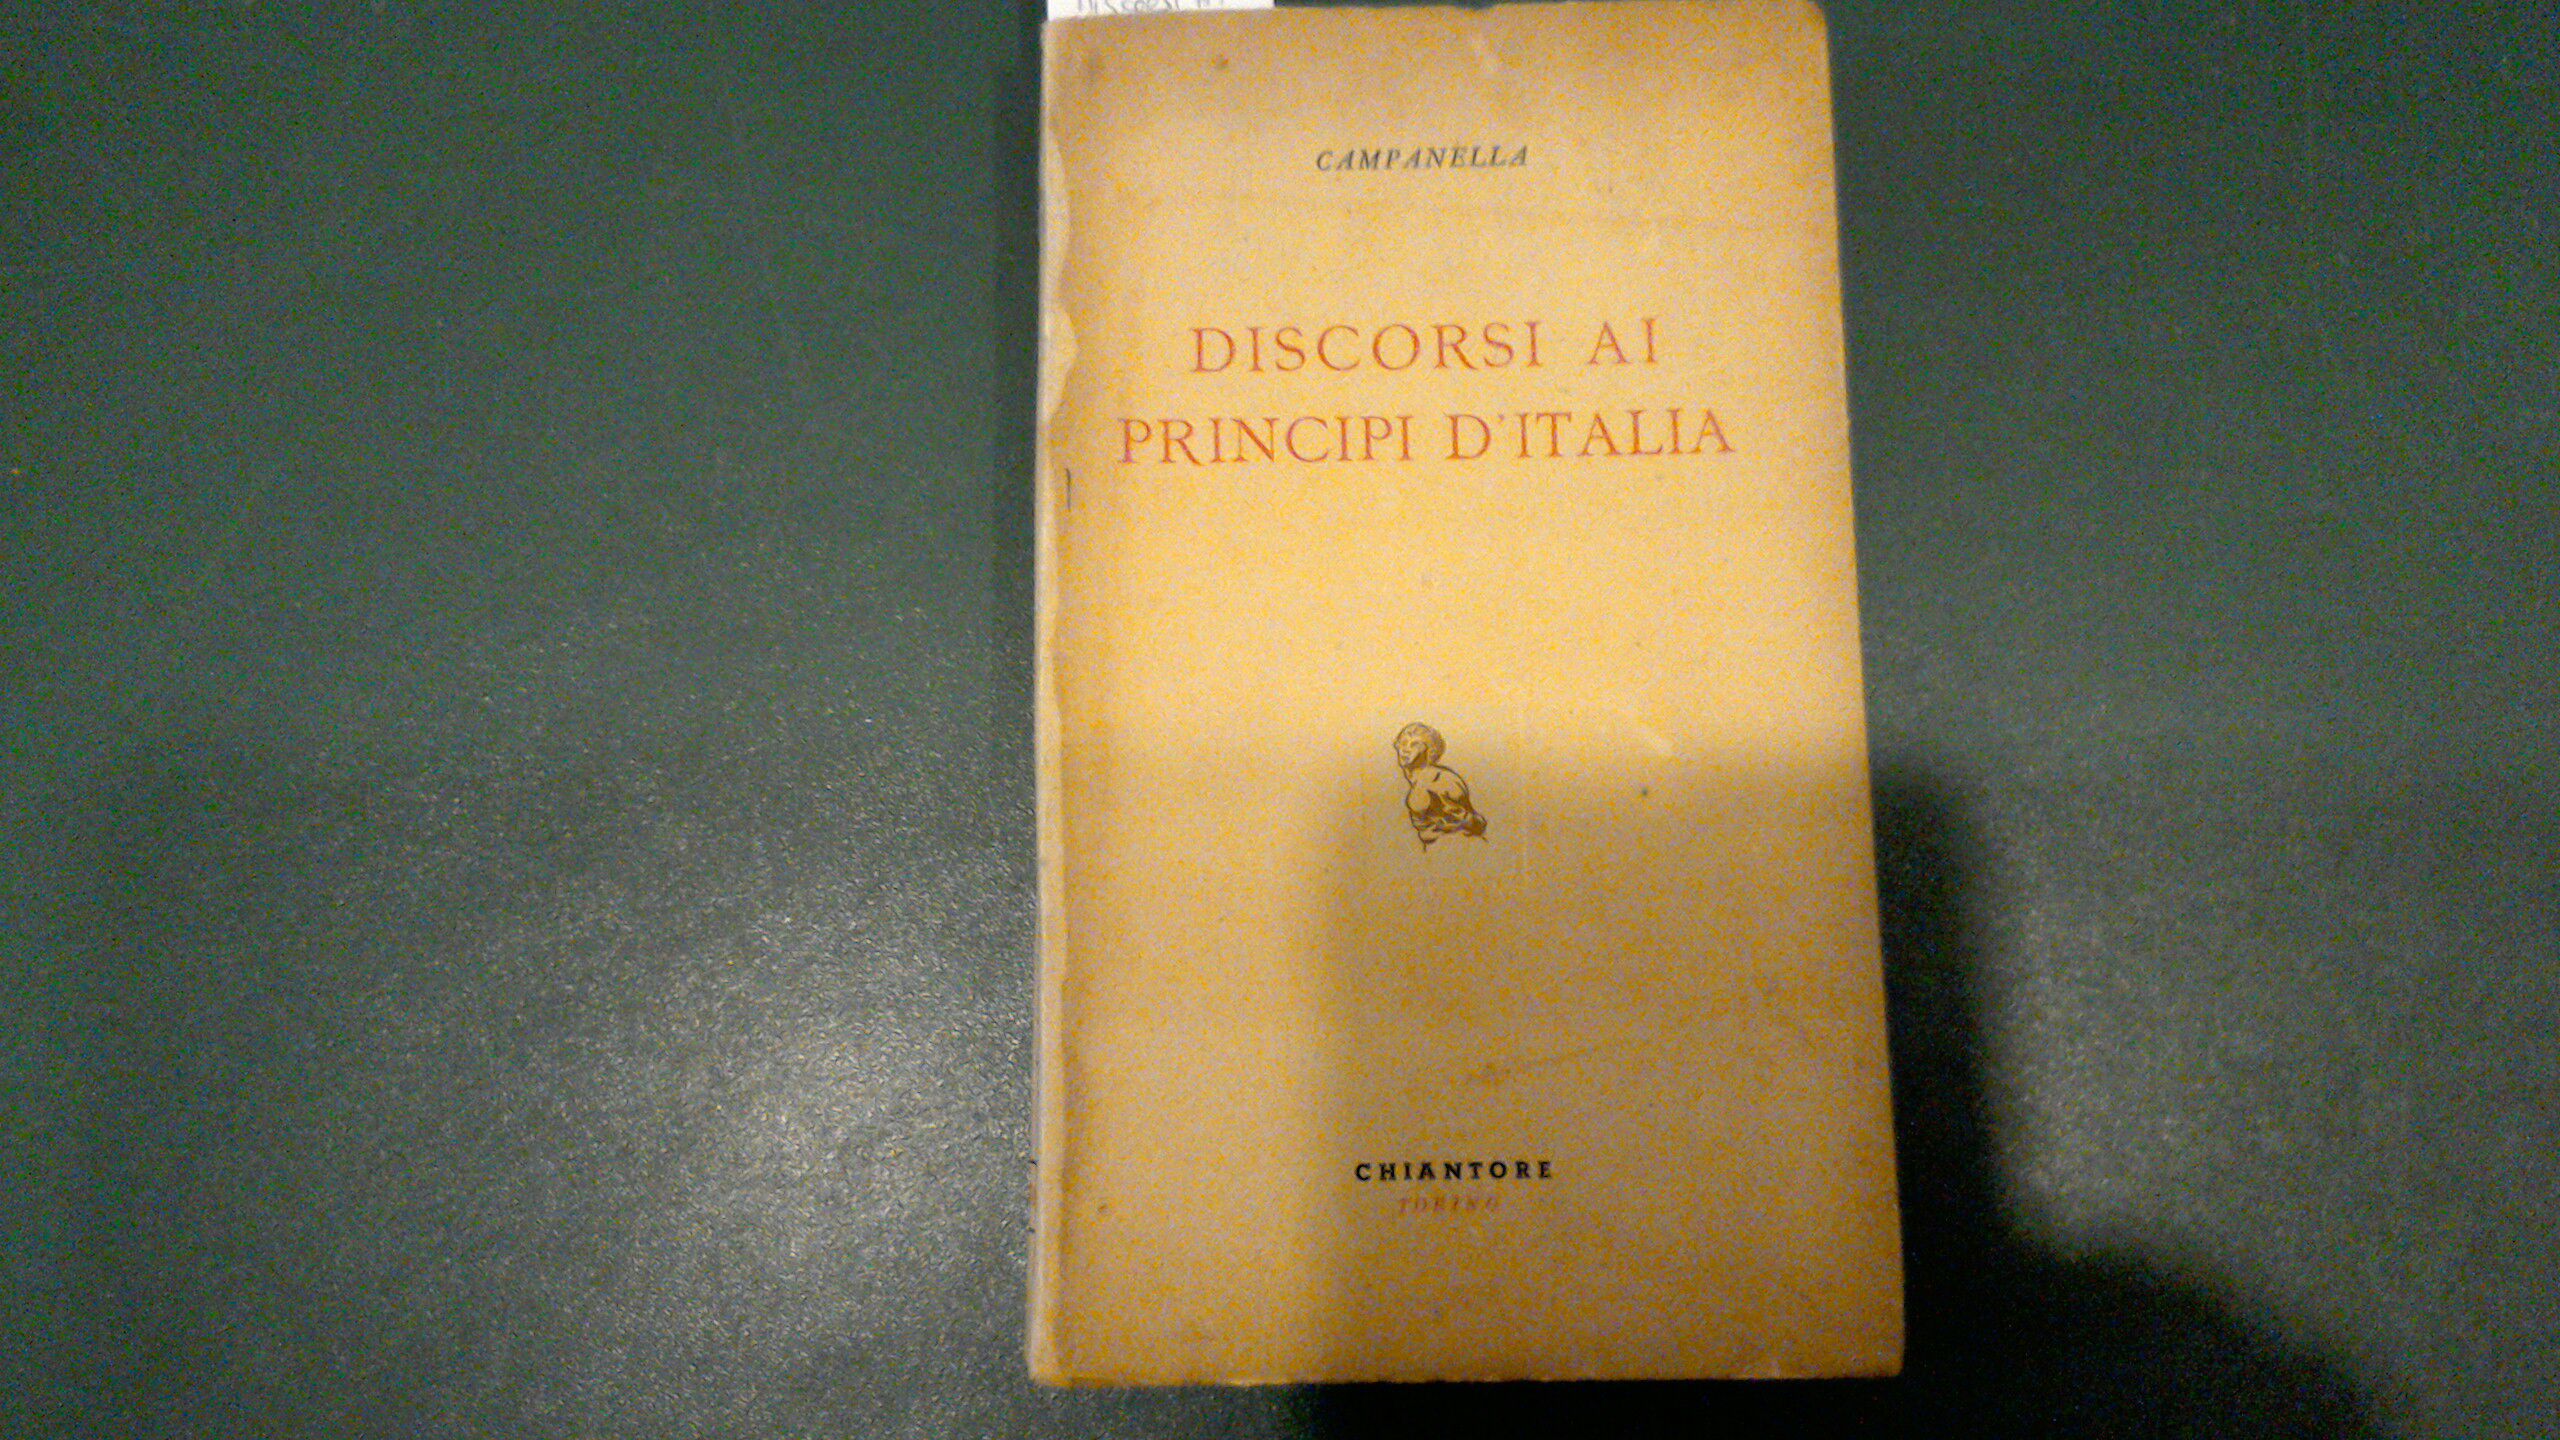 CAMPANELLA
DISCORSI AI
PRINCIPI D'ITALIA
CHIANTORE
TORINO